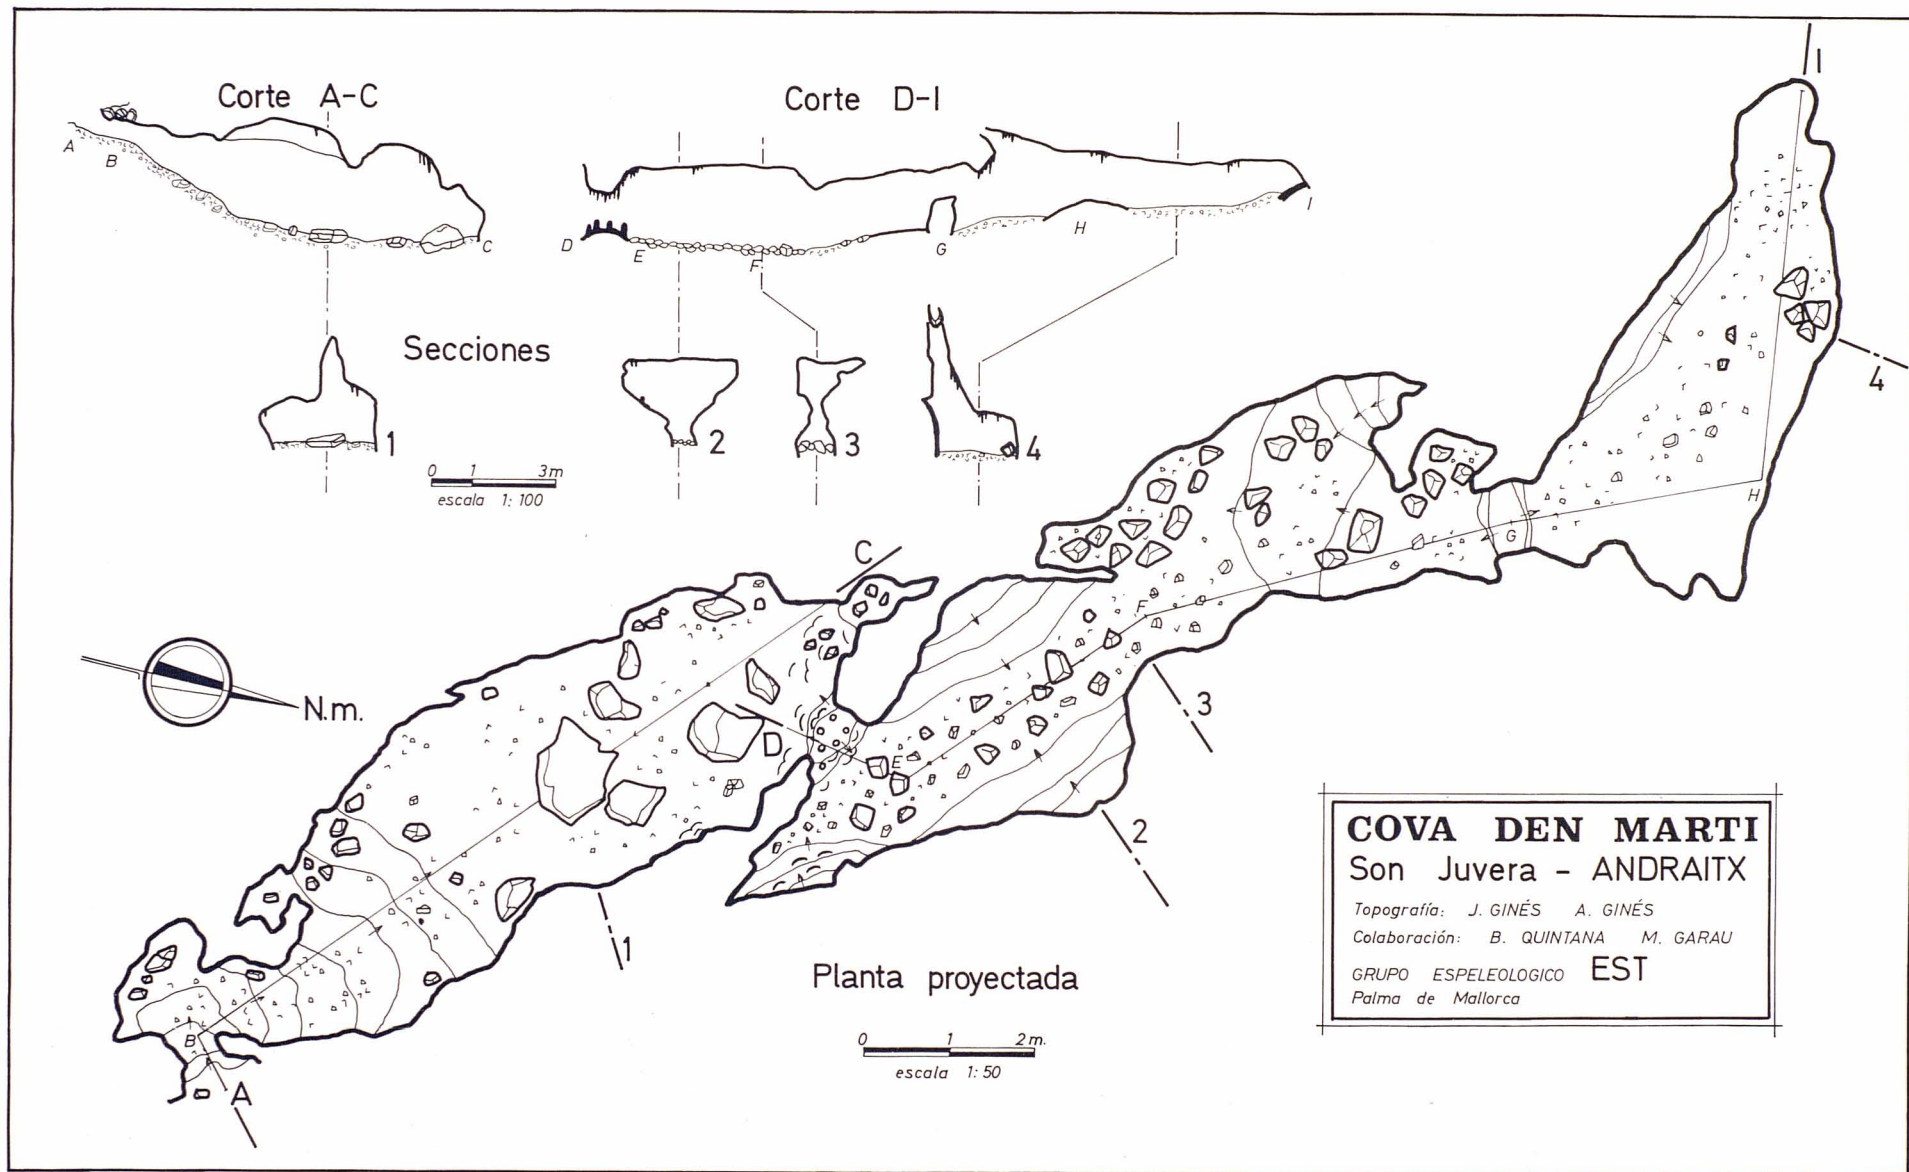 Corte A-C
A
B
C
Corte D-I
D
E
F
G
H
I
Secciones
1
2
3
4
0 1 3m
escala 1: 100
I
4
H
G
C
F
3
N.m.
D
E
2
1
B
A
Planta proyectada
0 1 2m.
escala 1: 50
COVA DEN MARTI
Son Juvera - ANDRAITX
Topografía: J. GINÉS A. GINÉS
Colaboración: B. QUINTANA M. GARAU
GRUPO ESPELEOLOGICO EST
Palma de Mallorca